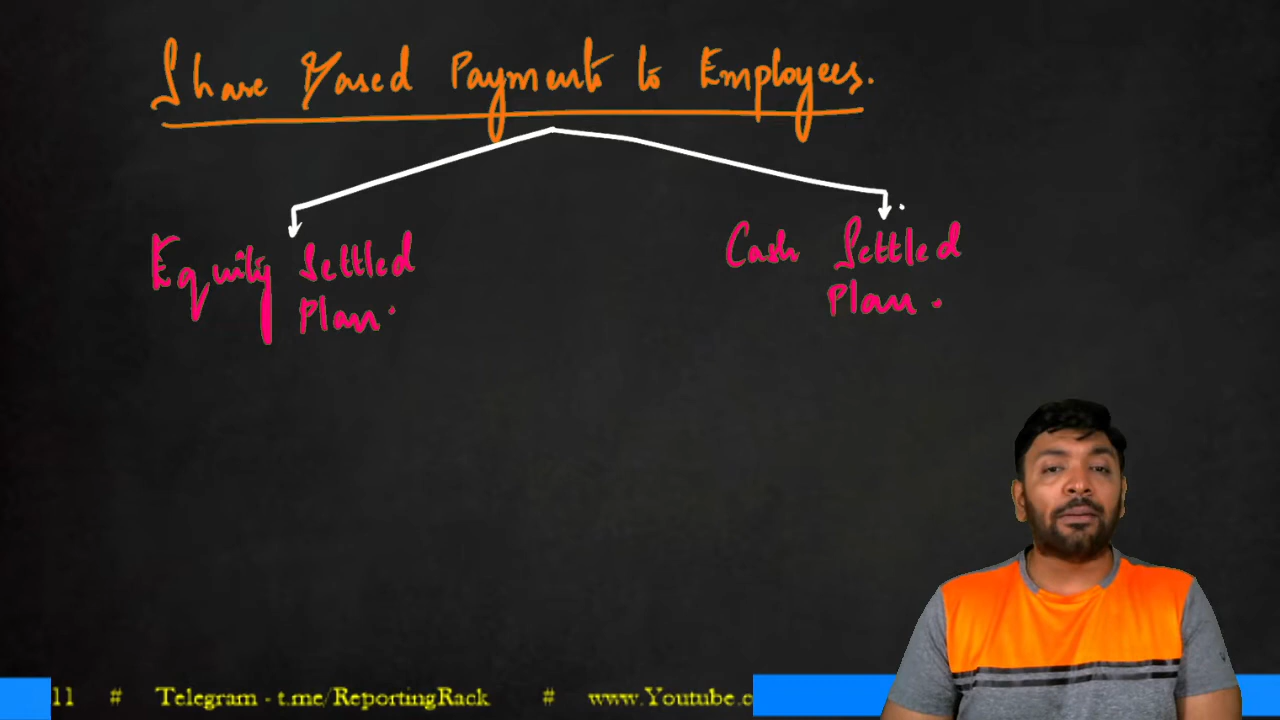 Share Based Payments to Employees.
Equity Settled
Plan.
Cash Settled
Plan.
11 # Telegram - t.me/ReportingRack # www.Youtube.c